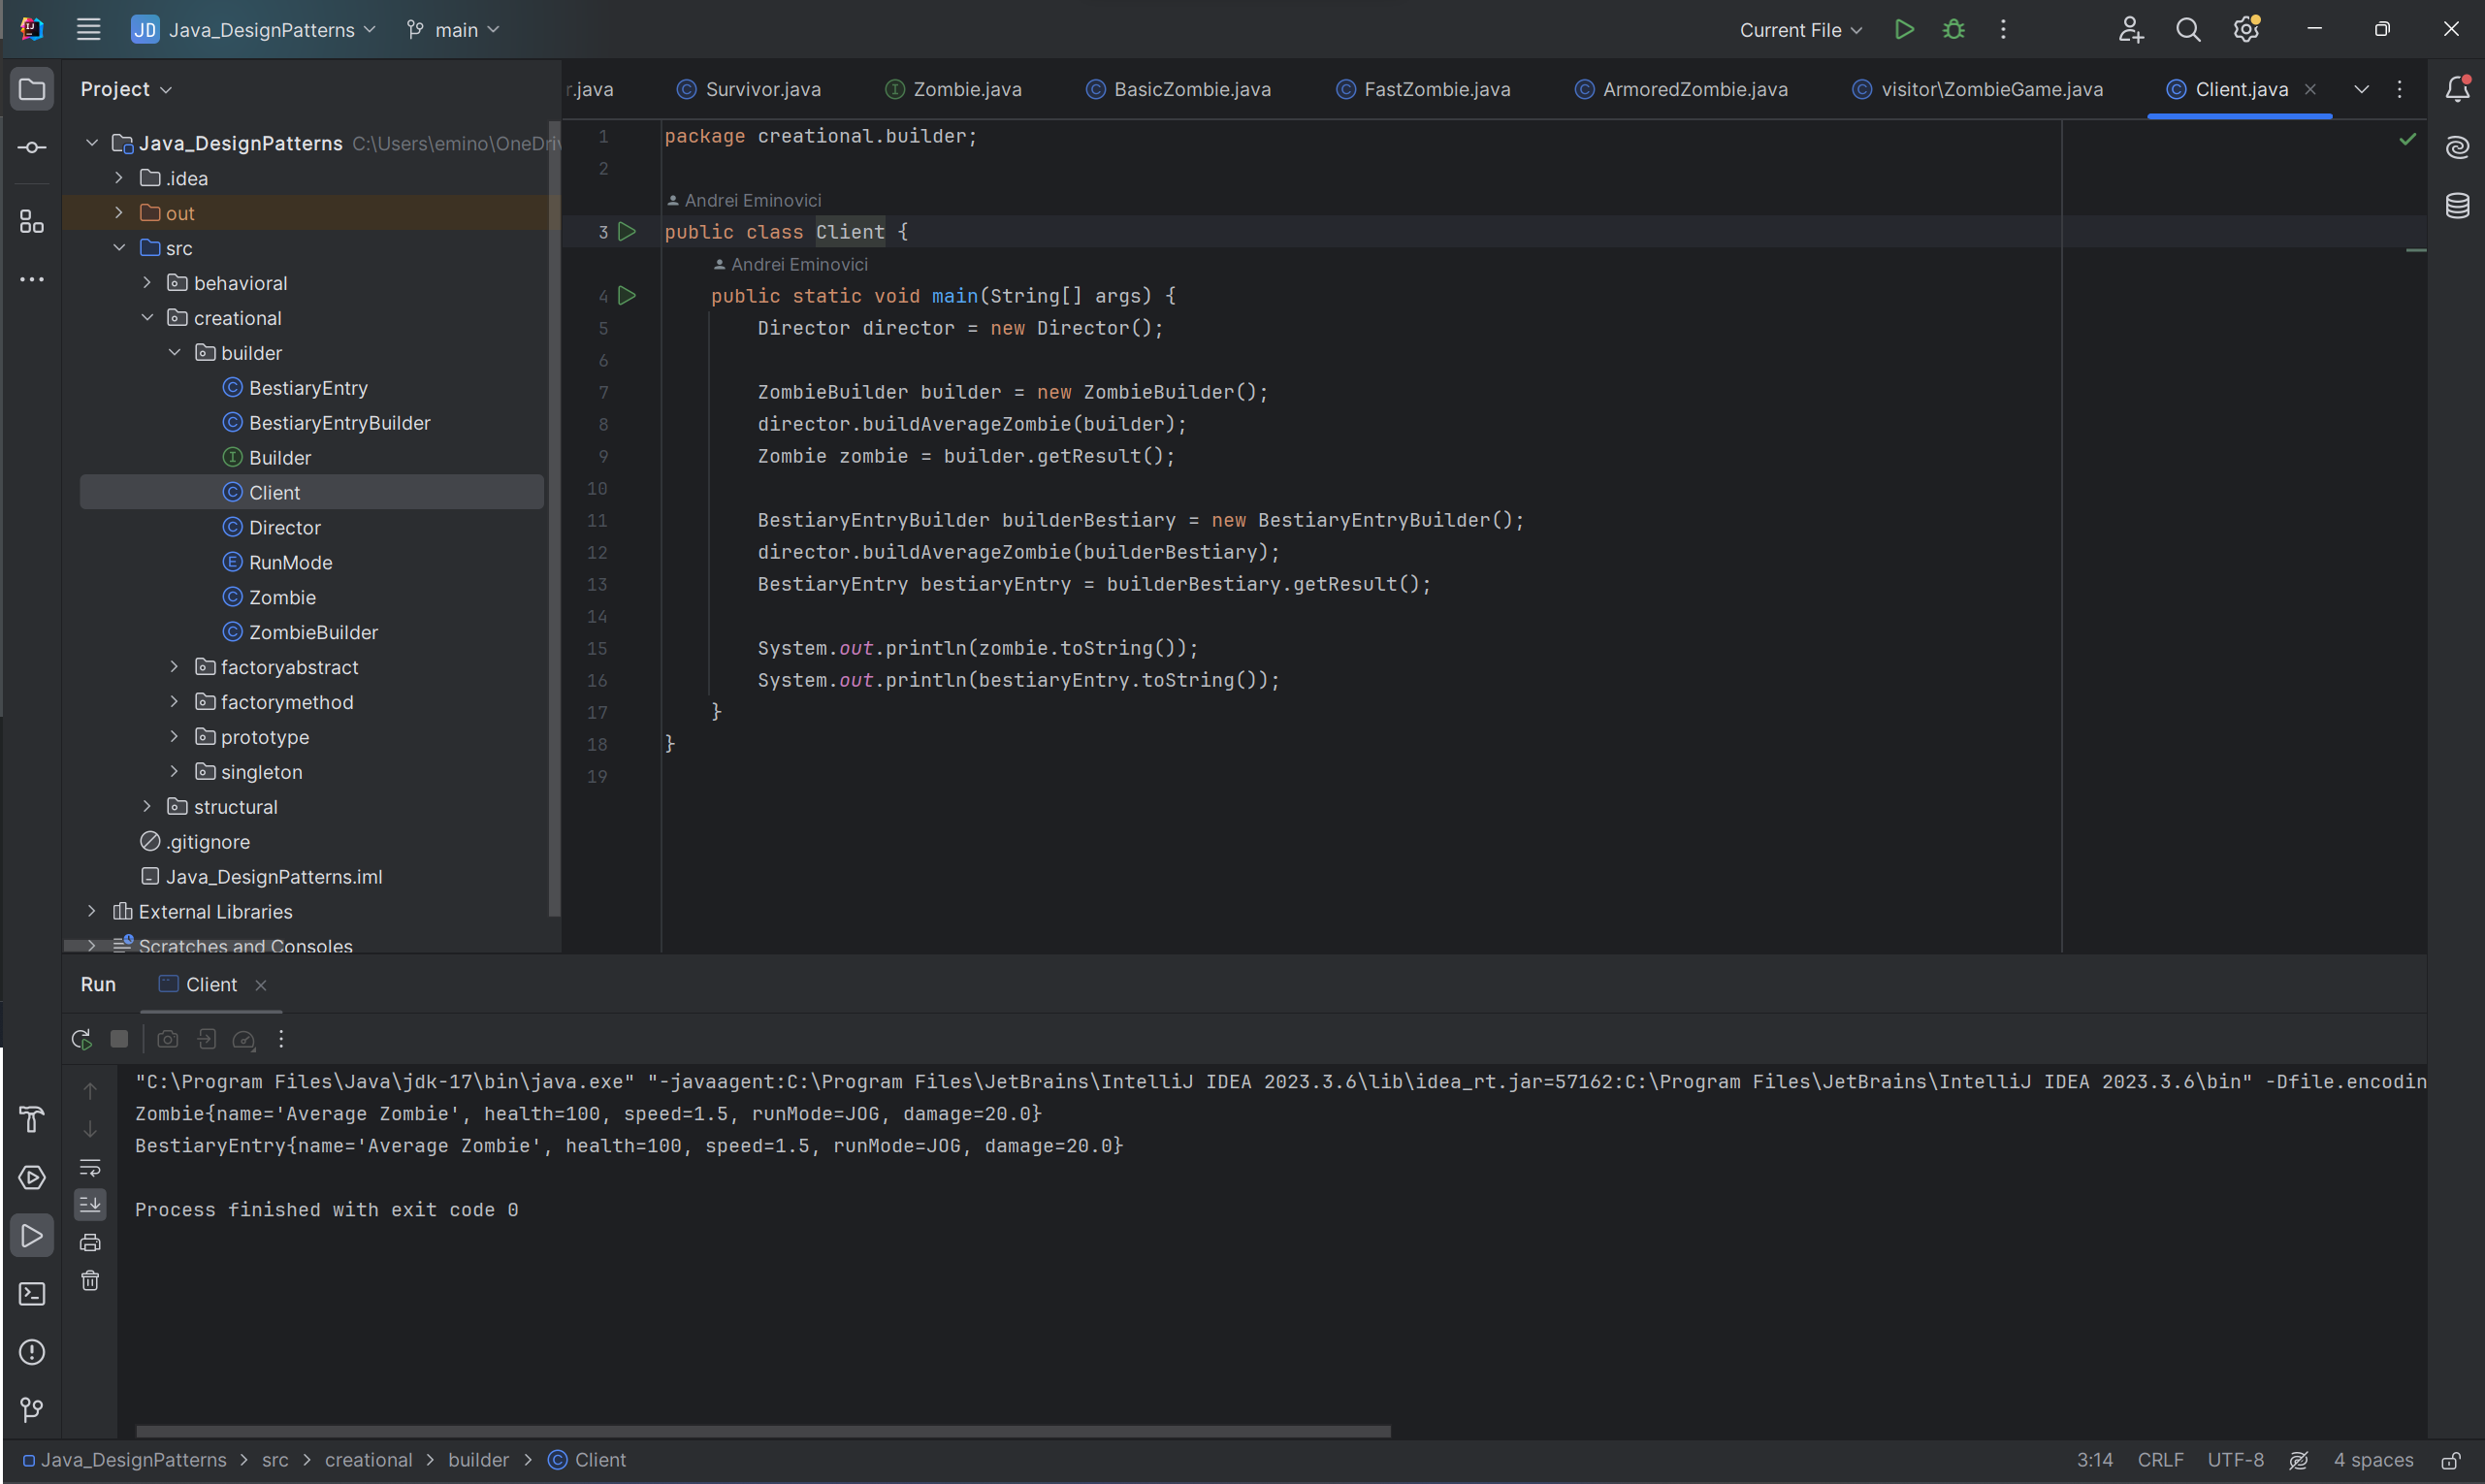 JD Java_DesignPatterns main Current File
Project
r.java Survivor.java Zombie.java BasicZombie.java FastZombie.java ArmoredZombie.java visitor\ZombieGame.java Client.java
Java_DesignPatterns C:\Users\emino\OneDriv
.idea
out
src
behavioral
creational
builder
BestiaryEntry
BestiaryEntryBuilder
Builder
Client
Director
RunMode
Zombie
ZombieBuilder
factoryabstract
factorymethod
prototype
singleton
structural
.gitignore
Java_DesignPatterns.iml
External Libraries
Scratches and Consoles
1 package creational.builder;
2
Andrei Eminovici
3 public class Client {
Andrei Eminovici
4 public static void main(String[] args) {
5 Director director = new Director();
6
7 ZombieBuilder builder = new ZombieBuilder();
8 director.buildAverageZombie(builder);
9 Zombie zombie = builder.getResult();
10
11 BestiaryEntryBuilder builderBestiary = new BestiaryEntryBuilder();
12 director.buildAverageZombie(builderBestiary);
13 BestiaryEntry bestiaryEntry = builderBestiary.getResult();
14
15 System.out.println(zombie.toString());
16 System.out.println(bestiaryEntry.toString());
17 }
18 }
19
Run Client
"C:\Program Files\Java\jdk-17\bin\java.exe" "-javaagent:C:\Program Files\JetBrains\IntelliJ IDEA 2023.3.6\lib\idea_rt.jar=57162:C:\Program Files\JetBrains\IntelliJ IDEA 2023.3.6\bin" -Dfile.encodin
Zombie{name='Average Zombie', health=100, speed=1.5, runMode=JOG, damage=20.0}
BestiaryEntry{name='Average Zombie', health=100, speed=1.5, runMode=JOG, damage=20.0}
Process finished with exit code 0
Java_DesignPatterns > src > creational > builder > Client 3:14 CRLF UTF-8 4 spaces